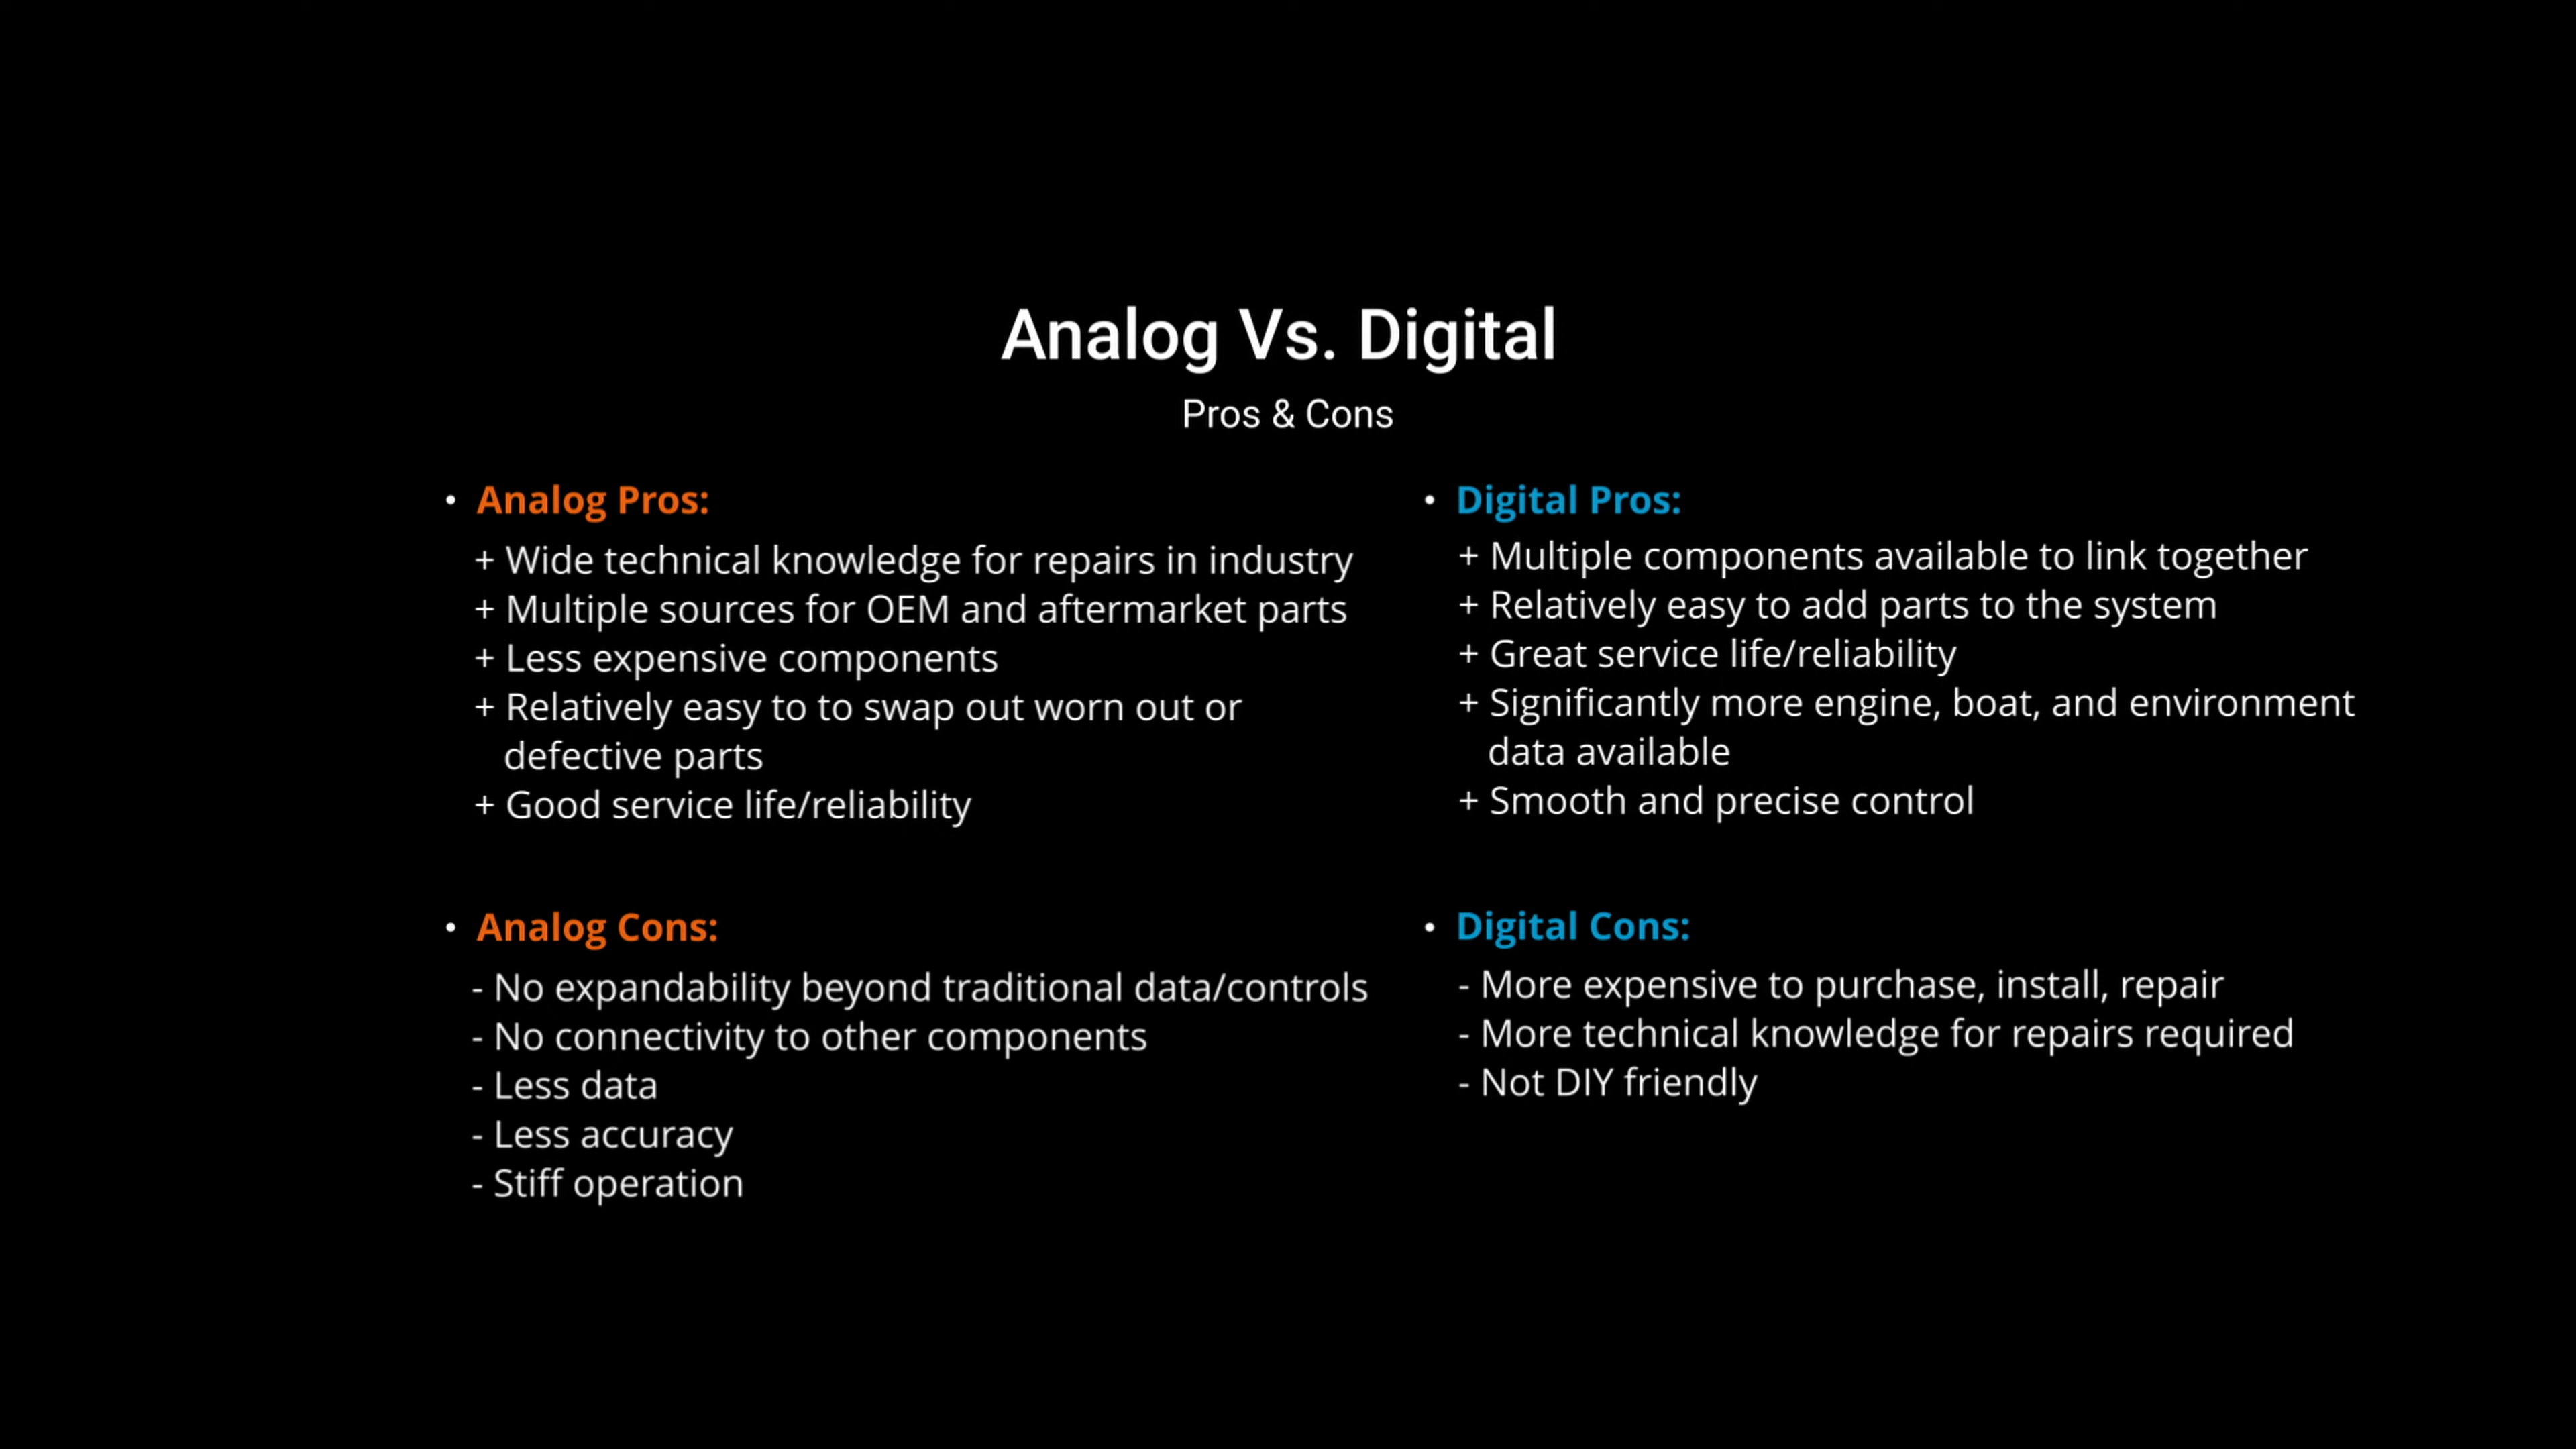 Analog Vs. Digital
Pros & Cons
• Analog Pros:
+ Wide technical knowledge for repairs in industry
+ Multiple sources for OEM and aftermarket parts
+ Less expensive components
+ Relatively easy to to swap out worn out or
defective parts
+ Good service life/reliability
• Analog Cons:
- No expandability beyond traditional data/controls
- No connectivity to other components
- Less data
- Less accuracy
- Stiff operation
• Digital Pros:
+ Multiple components available to link together
+ Relatively easy to add parts to the system
+ Great service life/reliability
+ Significantly more engine, boat, and environment
data available
+ Smooth and precise control
• Digital Cons:
- More expensive to purchase, install, repair
- More technical knowledge for repairs required
- Not DIY friendly